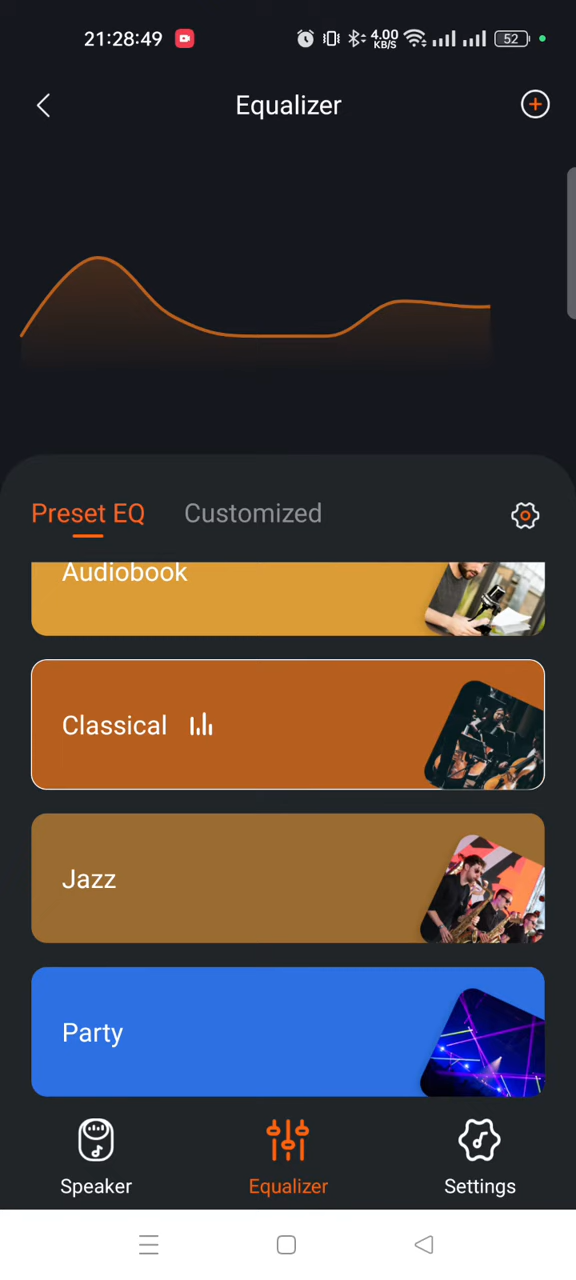 21:28:49
4.00
KB/S
52
Equalizer
Preset EQ
Customized
Audiobook
Classical
Jazz
Party
Speaker
Equalizer
Settings